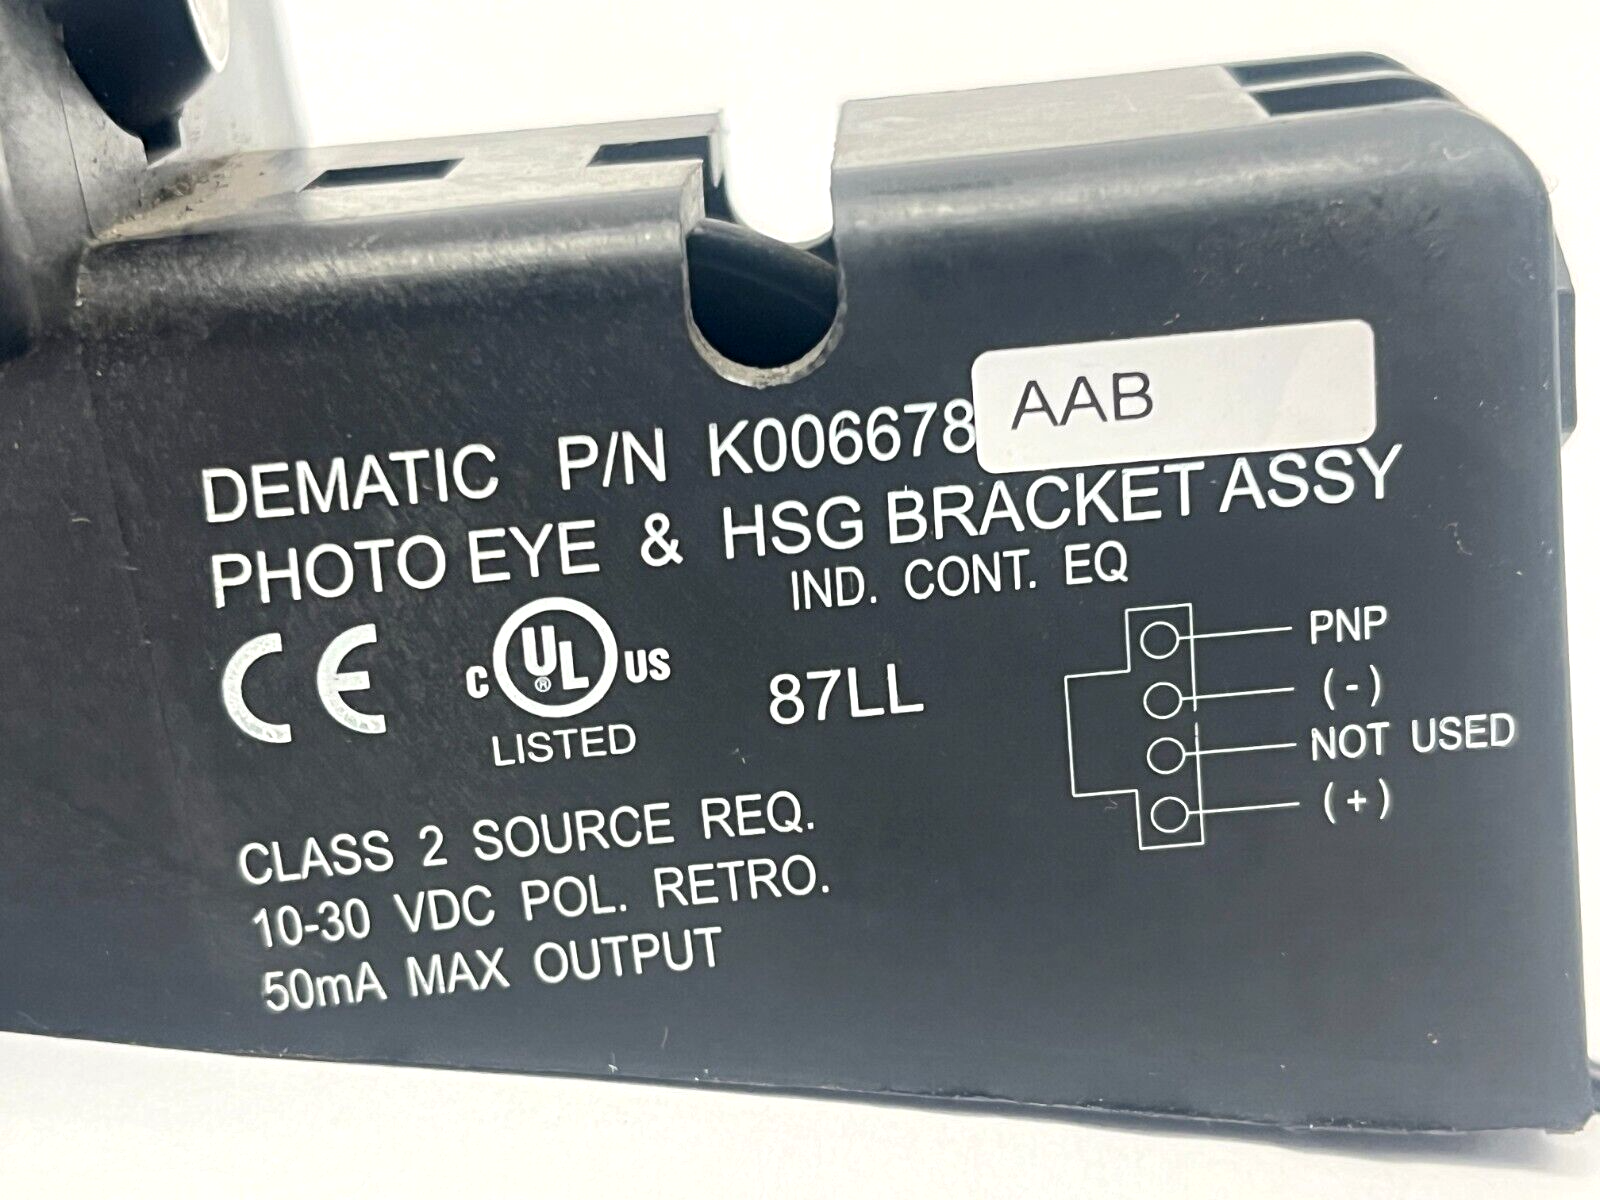 DEMATIC P/N K006678 AAB
PHOTO EYE & HSG BRACKET ASSY
IND. CONT. EQ
CE
C UL ® US
LISTED
87LL
PNP
(-)
NOT USED
(+)
CLASS 2 SOURCE REQ.
10-30 VDC POL. RETRO.
50mA MAX OUTPUT